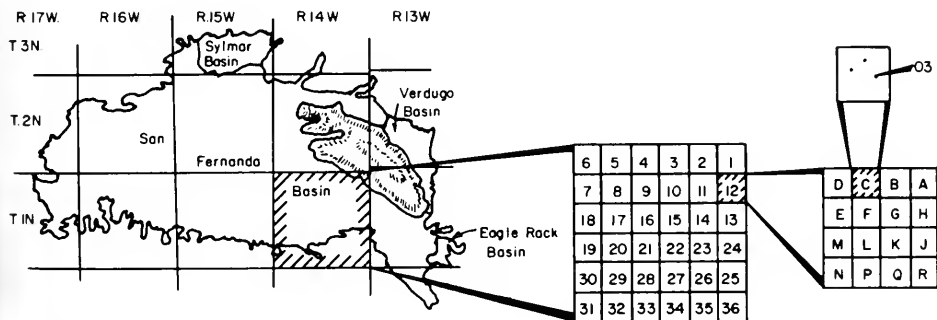 R 17W. R 16W R.15W R.14W R 13W
T. 3N.
Sylmar
Basin
03
T.2N
Verdugo
Basin
San
Fernanda
Basin
T 1N
Eagle Rock
Basin
6 5 4 3 2 1
7 8 9 10 11 12
18 17 16 15 14 13
19 20 21 22 23 24
30 29 28 27 26 25
31 32 33 34 35 36
D C B A
E F G H
M L K J
N P Q R